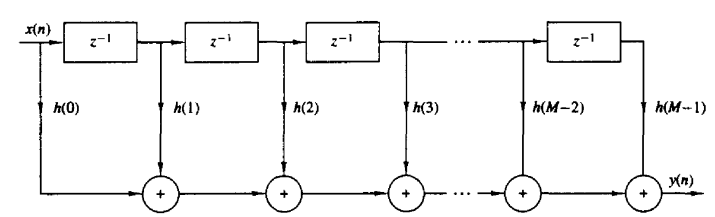 x(n) z⁻¹ z⁻¹ z⁻¹ ... z⁻¹
h(0) h(1) h(2) h(3) h(M−2) h(M−1)
+ + + ... + + y(n)